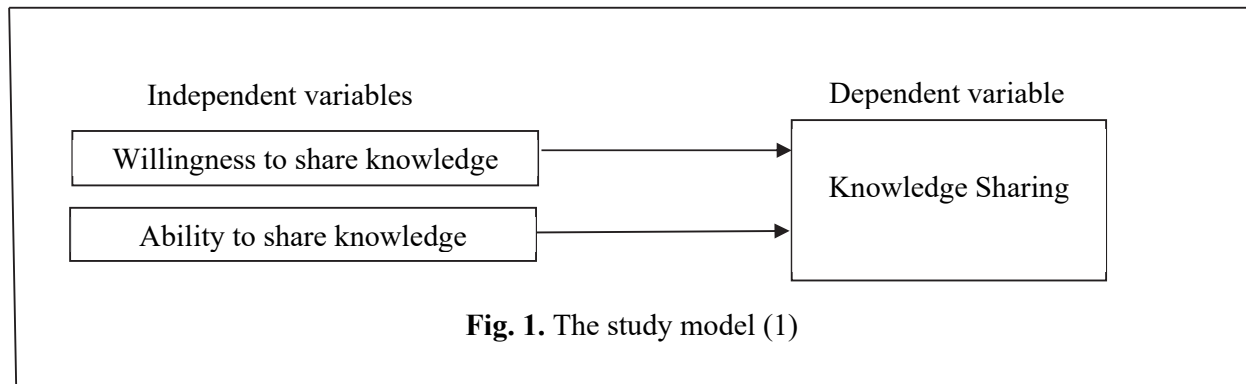 Independent variables
Dependent variable
Willingness to share knowledge
Knowledge Sharing
Ability to share knowledge
Fig. 1. The study model (1)